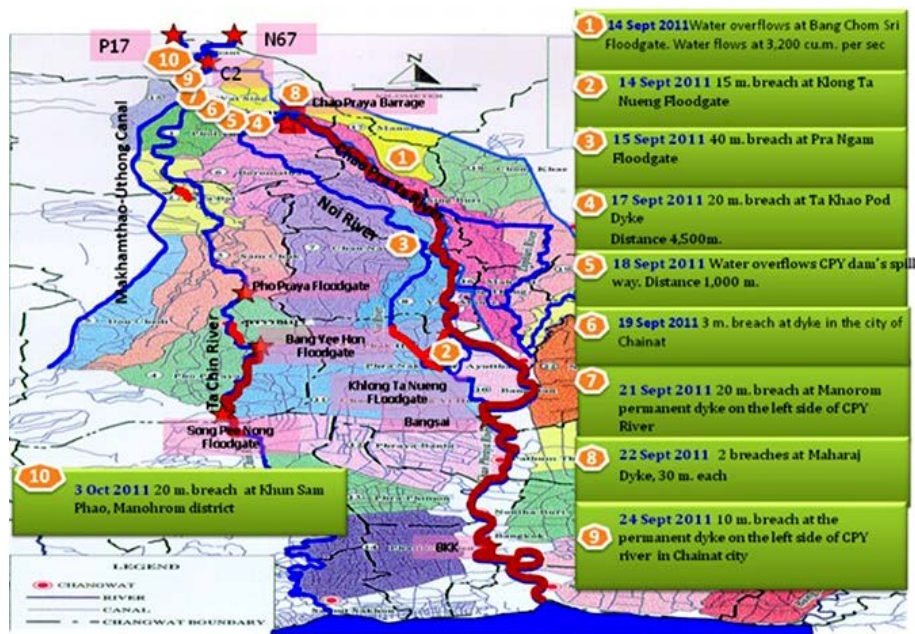 P17
N67
10
C2
9
8
7
6
5
4
Chap Praya Barrage
1
Chao Pra Ya River
Noi River
3
Makhamthao-Uthong Canal
Pho Praya Floodgate
Ta Chin River
Bang Yee Hon
Floodgate
2
Khlong Ta Nueng
FLoodgate
Bangsai
Song Pee Nong
Floodgate
BKK
10
3 Oct 2011 20 m. breach at Khun Sam
Phao, Manohrom district
LEGEND
CHANGWAT
RIVER
CANAL
CHANGWAT BOUNDARY
1
14 Sept 2011Water overflows at Bang Chom Sri
Floodgate. Water flows at 3,200 cu.m. per sec
2
14 Sept 2011 15 m. breach at Klong Ta
Nueng Floodgate
3
15 Sept 2011 40 m. breach at Pra Ngam
Floodgate
4
17 Sept 2011 20 m. breach at Ta Khao Pod
Dyke
Distance 4,500m.
5
18 Sept 2011 Water overflows CPY dam's spill
way. Distance 1,000 m.
6
19 Sept 2011 3 m. breach at dyke in the city of
Chainat
7
21 Sept 2011 20 m. breach at Manorom
permanent dyke on the left side of CPY
River
8
22 Sept 2011 2 breaches at Maharaj
Dyke, 30 m. each
9
24 Sept 2011 10 m. breach at the
permanent dyke on the left side of CPY
river in Chainat city